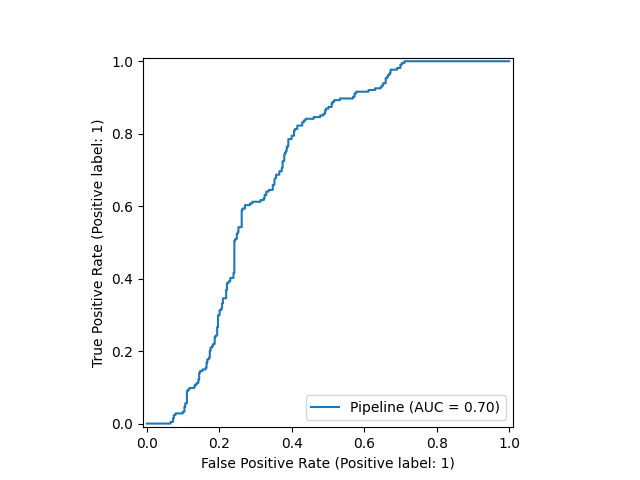 1.0
0.8
0.6
0.4
0.2
0.0
True Positive Rate (Positive label: 1)
Pipeline (AUC = 0.70)
0.0 0.2 0.4 0.6 0.8 1.0
False Positive Rate (Positive label: 1)